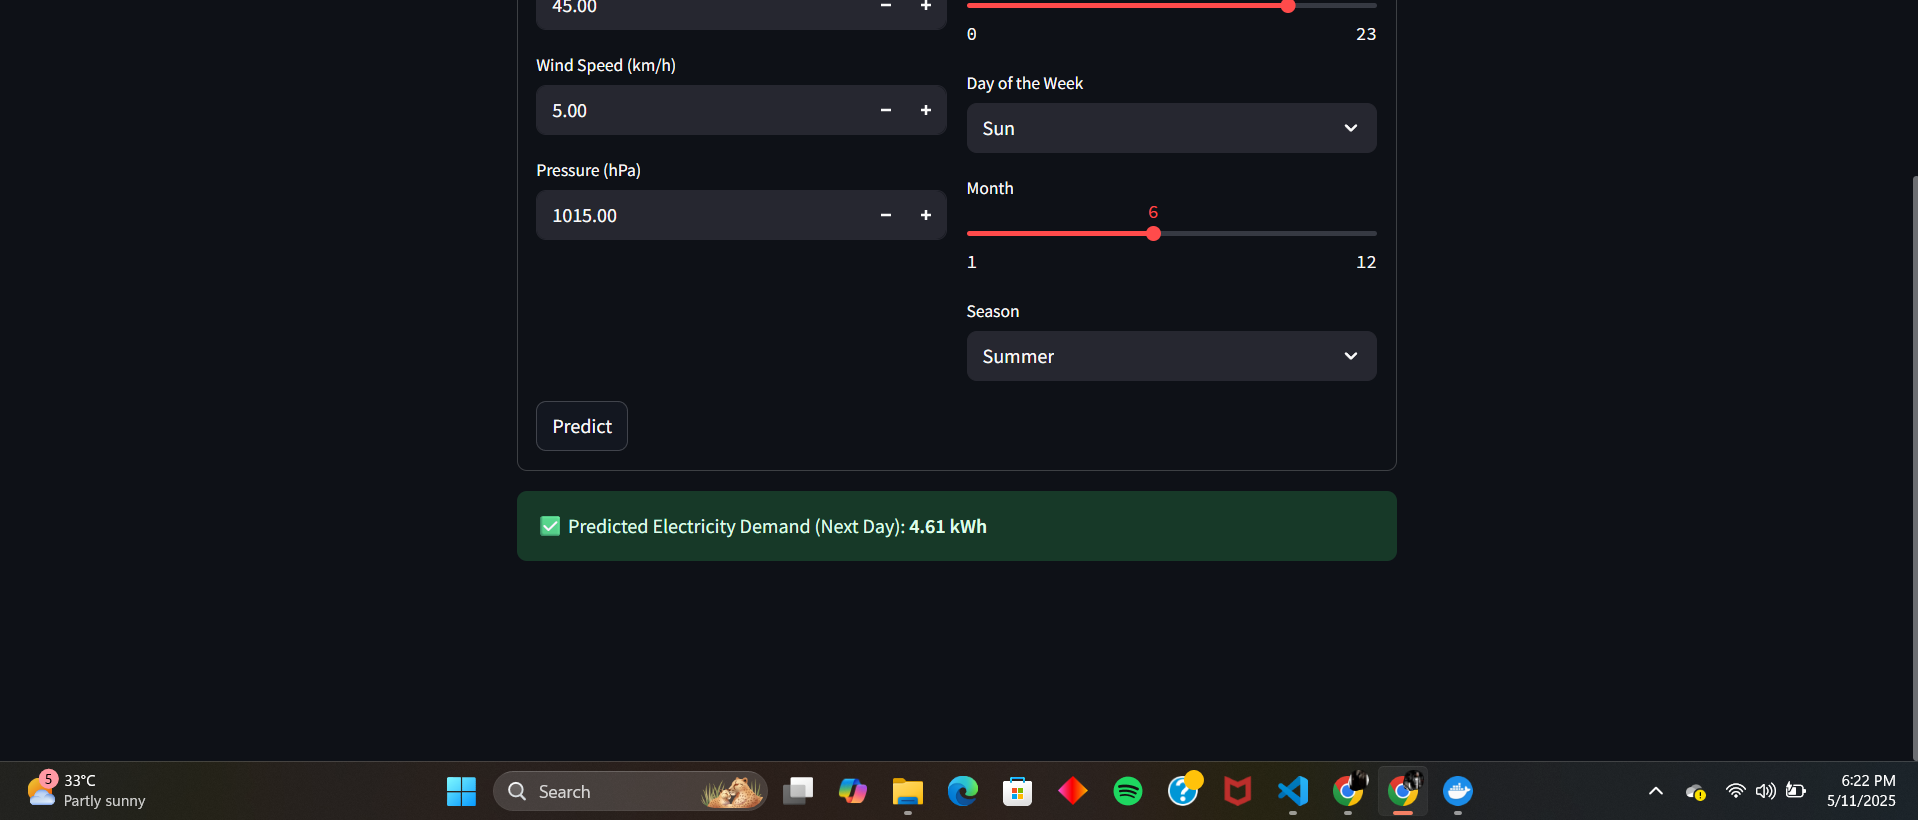 45.00
Wind Speed (km/h)
5.00
Pressure (hPa)
1015.00
0 23
Day of the Week
Sun
Month
6
1 12
Season
Summer
Predict
Predicted Electricity Demand (Next Day): 4.61 kWh
5
33°C
Partly sunny
Search
6:22 PM
5/11/2025